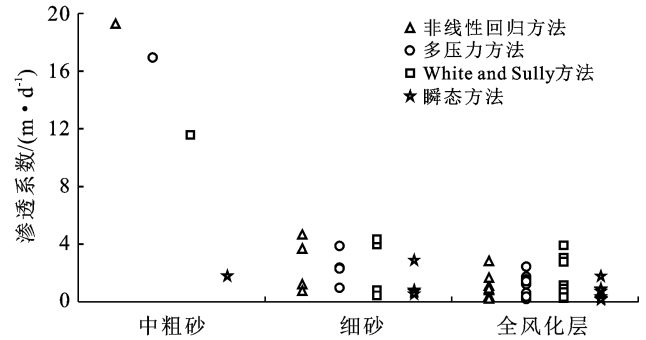 渗透系数/(m·d⁻¹)
20
16
12
8
4
0
非线性回归方法
多压力方法
White and Sully方法
瞬态方法
中粗砂
细砂
全风化层